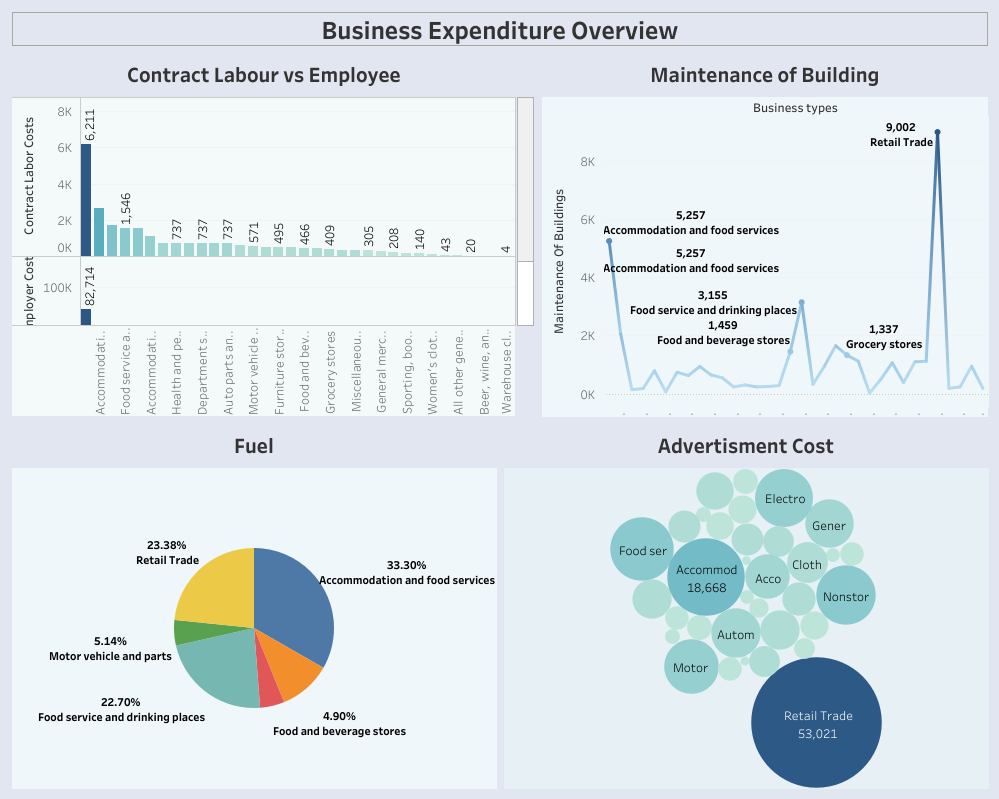 Business Expenditure Overview
Contract Labour vs Employee
Contract Labor Costs
8K
6K
4K
2K
0K
6,211
1,546
737
737
737
571
495
466
409
305
208
140
43
20
4
100K
82,714
Accommodati..
Food service a..
Accommodati..
Health and pe..
Department s..
Auto parts an..
Motor vehicle ..
Furniture stor ..
Food and bev..
Grocery stores
Miscellaneou..
General merc..
Sporting, boo..
Women's clot..
All other gene..
Beer, wine, an..
Warehouse cl..
Maintenance of Building
Business types
Maintenance Of Buildings
8K
6K
4K
2K
0K
9,002
Retail Trade
5,257
Accommodation and food services
5,257
Accommodation and food services
3,155
Food service and drinking places
1,459
Food and beverage stores
1,337
Grocery stores
Fuel
23.38%
Retail Trade
33.30%
Accommodation and food services
5.14%
Motor vehicle and parts
22.70%
Food service and drinking places
4.90%
Food and beverage stores
Advertisment Cost
Electro
Gener
Food ser
Accommod
18,668
Acco
Cloth
Nonstor
Autom
Motor
Retail Trade
53,021